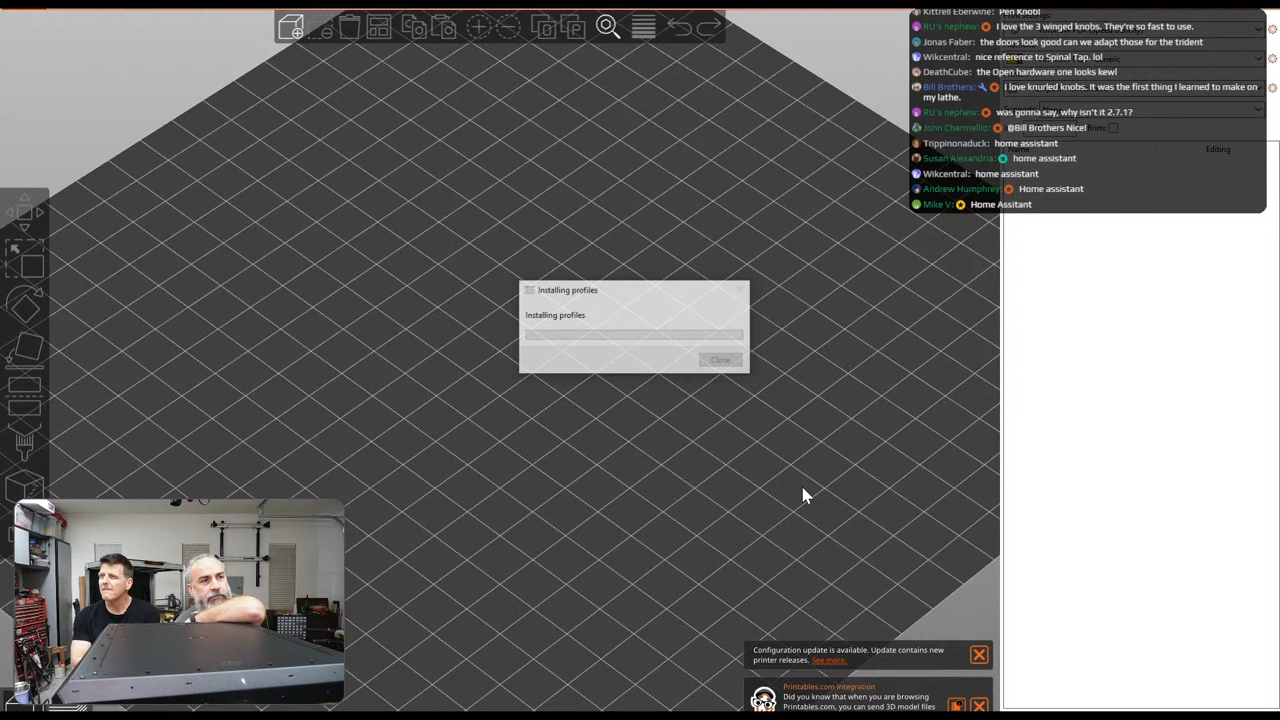 Kittrell Eberwine: Pen Knob!
RU's nephew: I love the 3 winged knobs. They're so fast to use.
Jonas Faber: the doors look good can we adapt those for the trident
Wikcentral: nice reference to Spinal Tap. lol
DeathCube: the Open hardware one looks kewl
Bill Brothers: I love knurled knobs. It was the first thing I learned to make on
my lathe.
RU's nephew: was gonna say, why isn't it 2.7.1?
John Charmelllo: @Bill Brothers Nice!
Trippinonaduck: home assistant
Susan Alexandria: home assistant
Wikcentral: home assistant
Andrew Humphrey: Home assistant
Mike V: Home Assitant
Name
Editing
Installing profiles
Installing profiles
Close
Configuration update is available. Update contains new
printer releases. See more.
Printables.com integration
Did you know that when you are browsing
Printables.com, you can send 3D model files